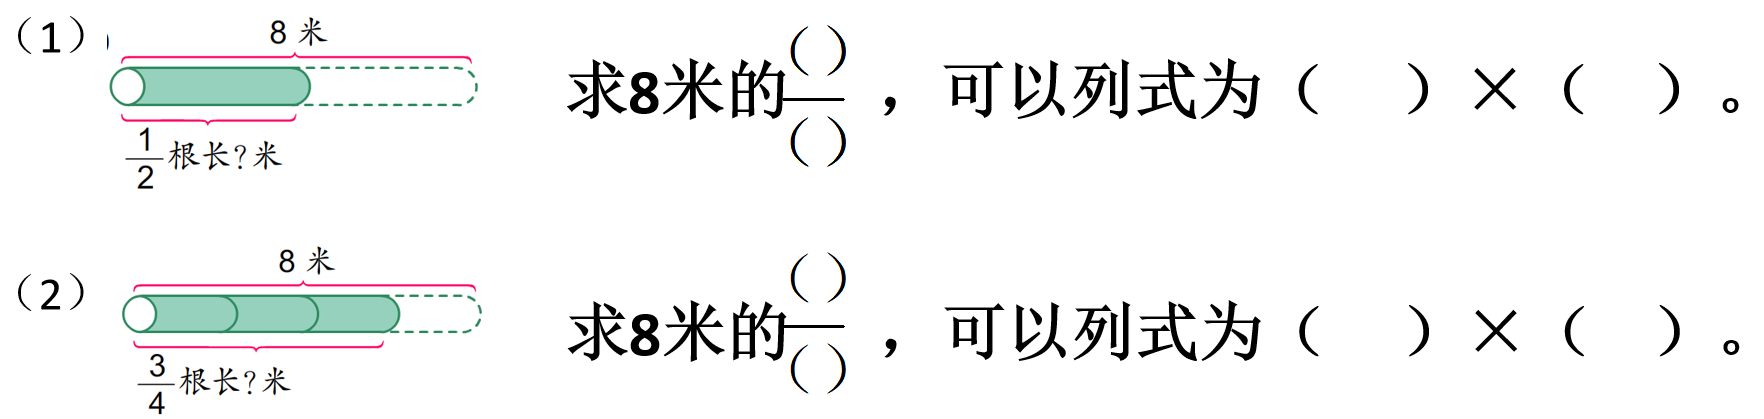 （1） 8 米
1/2 根长?米
求8米的( )/( )，可以列式为（　）×（　）。
（2） 8 米
3/4 根长?米
求8米的( )/( )，可以列式为（　）×（　）。